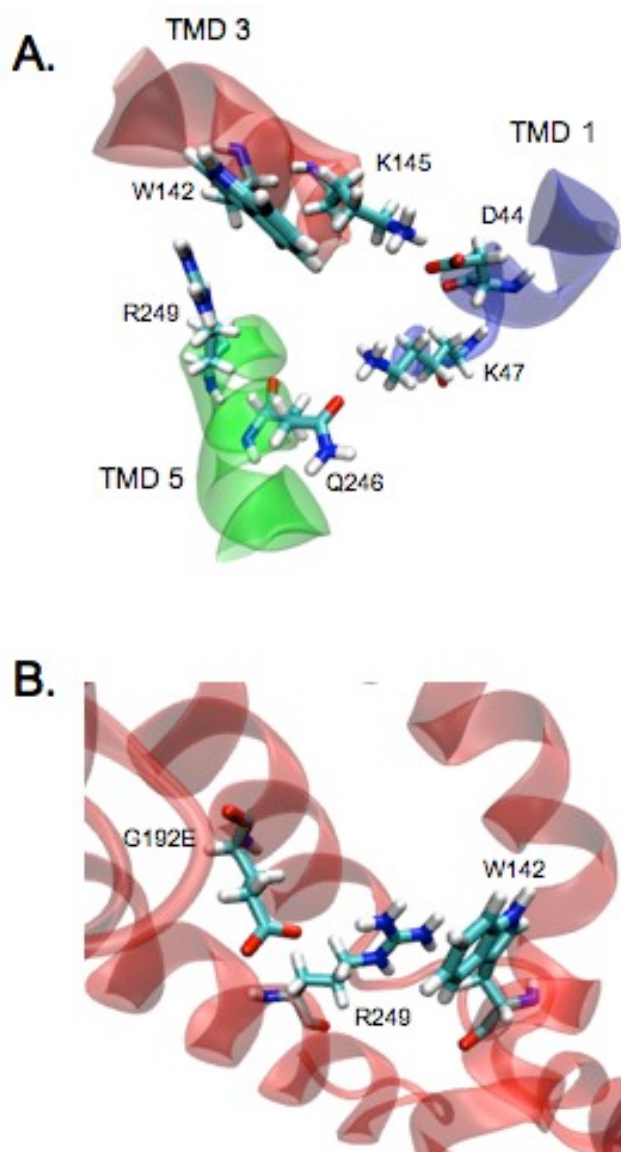 A.
TMD 3
TMD 1
K145
W142
D44
R249
K47
TMD 5
Q246
B.
G192E
W142
R249